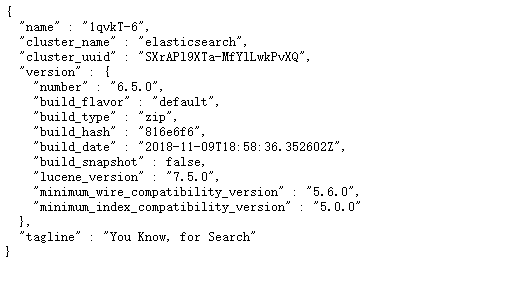 {
"name" : "1qvkT-6",
"cluster_name" : "elasticsearch",
"cluster_uuid" : "SXrAPl9XTa-MfYlLwkPvXQ",
"version" : {
"number" : "6.5.0",
"build_flavor" : "default",
"build_type" : "zip",
"build_hash" : "816e6f6",
"build_date" : "2018-11-09T18:58:36.352602Z",
"build_snapshot" : false,
"lucene_version" : "7.5.0",
"minimum_wire_compatibility_version" : "5.6.0",
"minimum_index_compatibility_version" : "5.0.0"
},
"tagline" : "You Know, for Search"
}